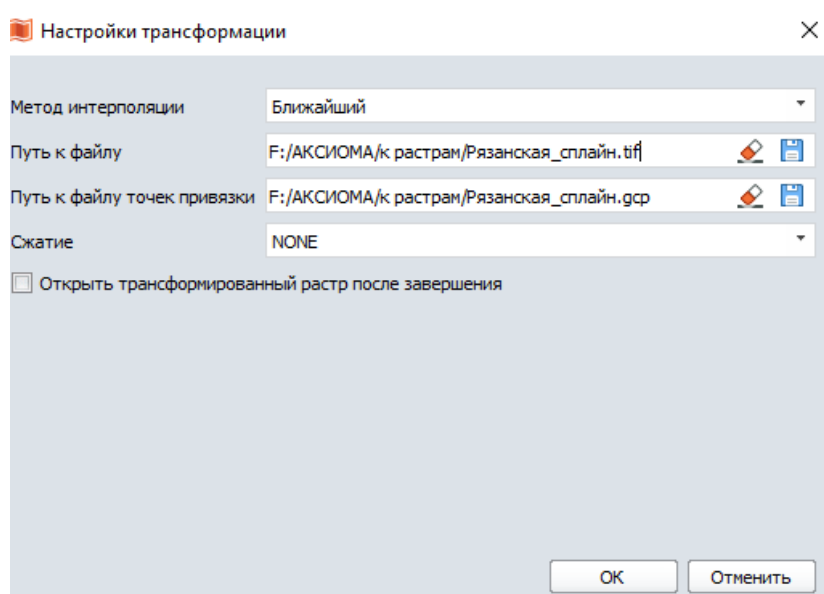 Настройки трансформации
Метод интерполяции Ближайший
Путь к файлу F:/АКСИОМА/к растрам/Рязанская_сплайн.tif
Путь к файлу точек привязки F:/АКСИОМА/к растрам/Рязанская_сплайн.gcp
Сжатие NONE
Открыть трансформированный растр после завершения
ОК Отменить